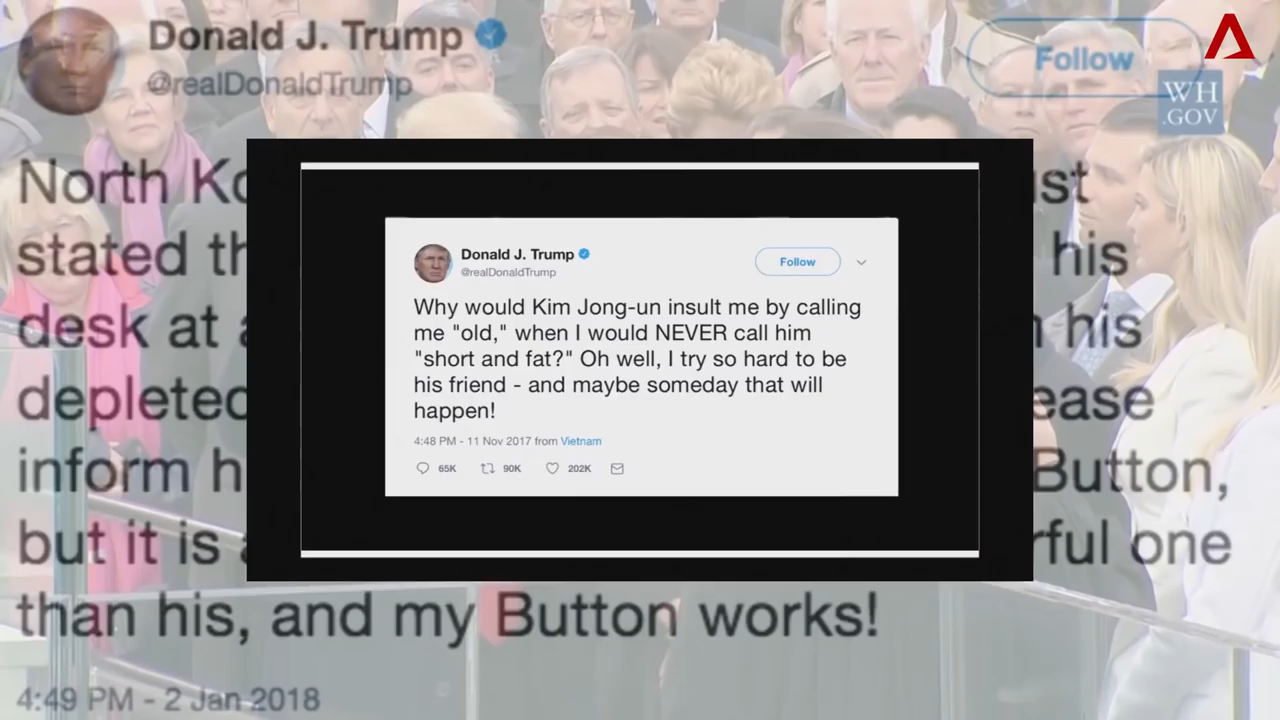 Donald J. Trump
@realDonaldTrump
Follow
WH
.GOV
North
stated
his
desk at
his
depleted
inform
Button,
but it is
one
than his, and my Button works!
4:49 PM - 2 Jan 2018
Donald J. Trump
@realDonaldTrump
Follow
Why would Kim Jong-un insult me by calling
me "old," when I would NEVER call him
"short and fat?" Oh well, I try so hard to be
his friend - and maybe someday that will
happen!
4:48 PM - 11 Nov 2017 from Vietnam
65K 90K 202K